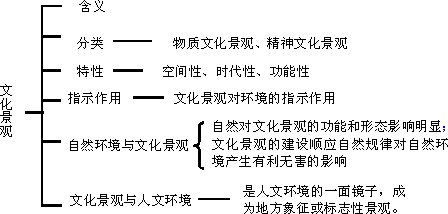 文化景观
含义
分类 物质文化景观、精神文化景观
特性 空间性、时代性、功能性
指示作用 文化景观对环境的指示作用
自然环境与文化景观
自然对文化景观的功能和形态影响明显;
文化景观的建设顺应自然规律对自然环
境产生有利无害的影响
文化景观与人文环境
是人文环境的一面镜子，成
为地方象征或标志性景观。